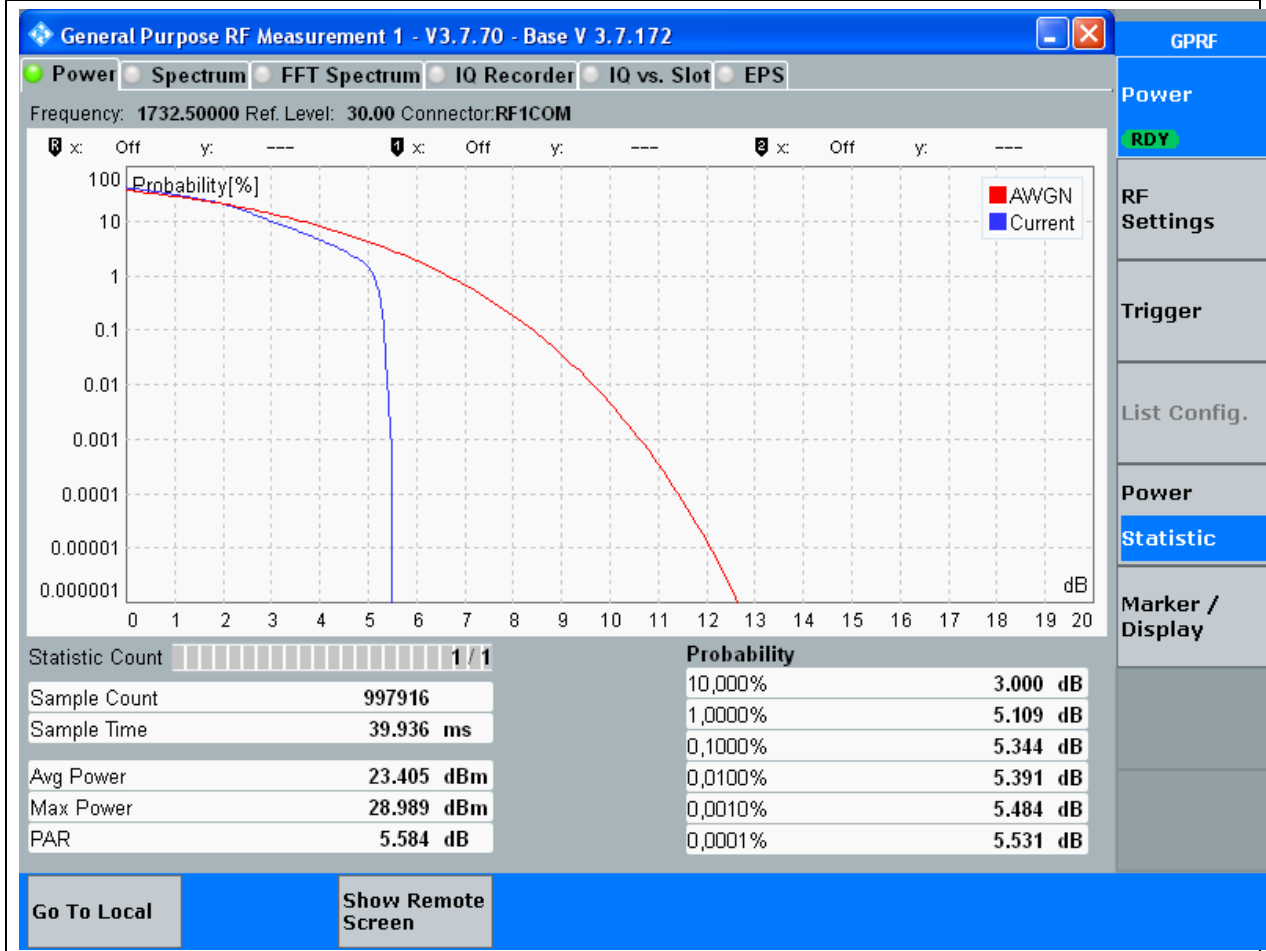 General Purpose RF Measurement 1 - V3.7.70 - Base V 3.7.172
GPRF
Power Spectrum FFT Spectrum IQ Recorder IQ vs. Slot EPS
Frequency: 1732.50000 Ref. Level: 30.00 Connector:RF1COM
R x: Off y: --- 1 x: Off y: --- 2 x: Off y: ---
Probability[%]
AWGN
Current
100
10
1
0.1
0.01
0.001
0.0001
0.00001
0.000001
dB
0 1 2 3 4 5 6 7 8 9 10 11 12 13 14 15 16 17 18 19 20
Statistic Count 1 / 1
Sample Count 997916
Sample Time 39.936 ms
Avg Power 23.405 dBm
Max Power 28.989 dBm
PAR 5.584 dB
Probability
10,000% 3.000 dB
1,0000% 5.109 dB
0,1000% 5.344 dB
0,0100% 5.391 dB
0,0010% 5.484 dB
0,0001% 5.531 dB
Power
RDY
RF
Settings
Trigger
List Config.
Power
Statistic
Marker /
Display
Go To Local
Show Remote
Screen